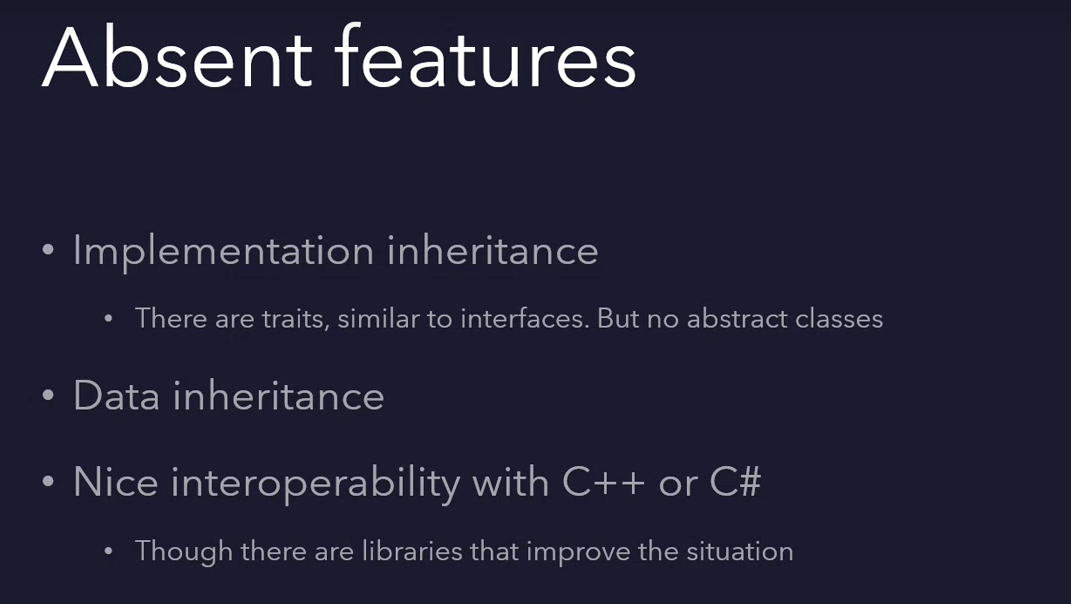 Absent features
• Implementation inheritance
• There are traits, similar to interfaces. But no abstract classes
• Data inheritance
• Nice interoperability with C++ or C#
• Though there are libraries that improve the situation